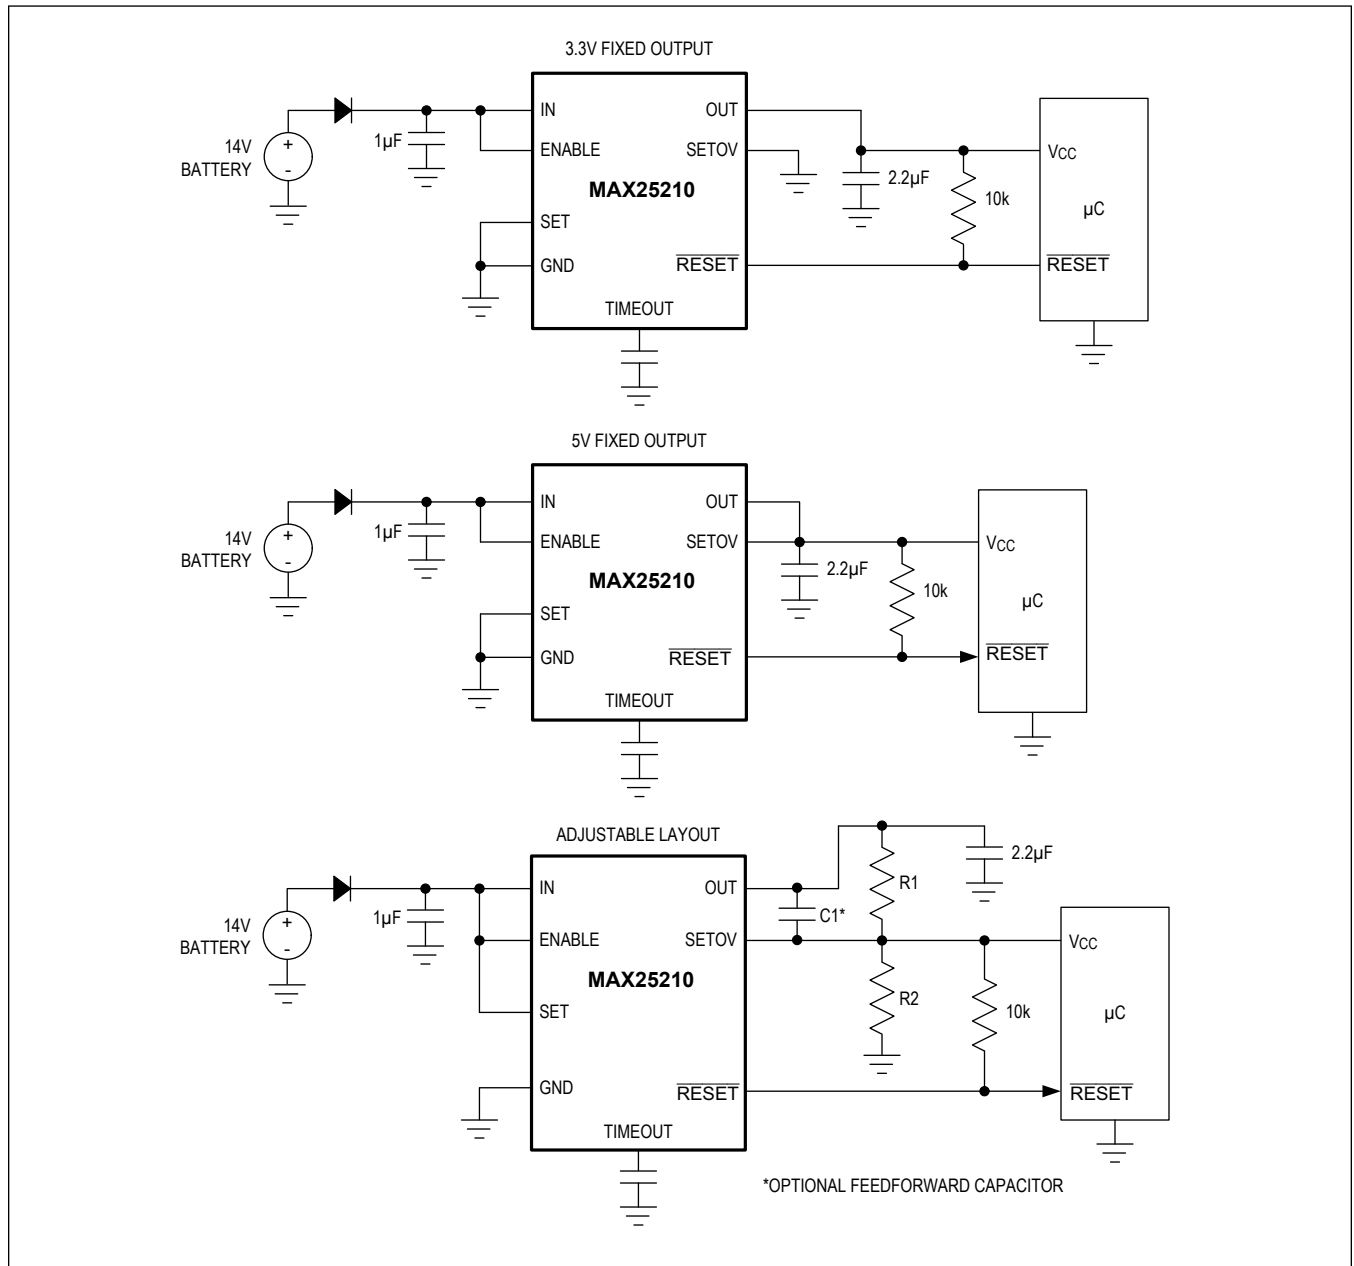 3.3V FIXED OUTPUT
IN
OUT
1µF
14V
BATTERY
+
-
ENABLE
SETOV
MAX25210
2.2µF
10k
VCC
µC
SET
GND
RESET
RESET
TIMEOUT
5V FIXED OUTPUT
IN
OUT
1µF
14V
BATTERY
+
-
ENABLE
SETOV
MAX25210
2.2µF
10k
VCC
µC
SET
GND
RESET
RESET
TIMEOUT
ADJUSTABLE LAYOUT
2.2µF
IN
OUT
R1
1µF
C1*
14V
BATTERY
+
-
ENABLE
SETOV
VCC
MAX25210
R2
10k
µC
SET
GND
RESET
RESET
TIMEOUT
*OPTIONAL FEEDFORWARD CAPACITOR